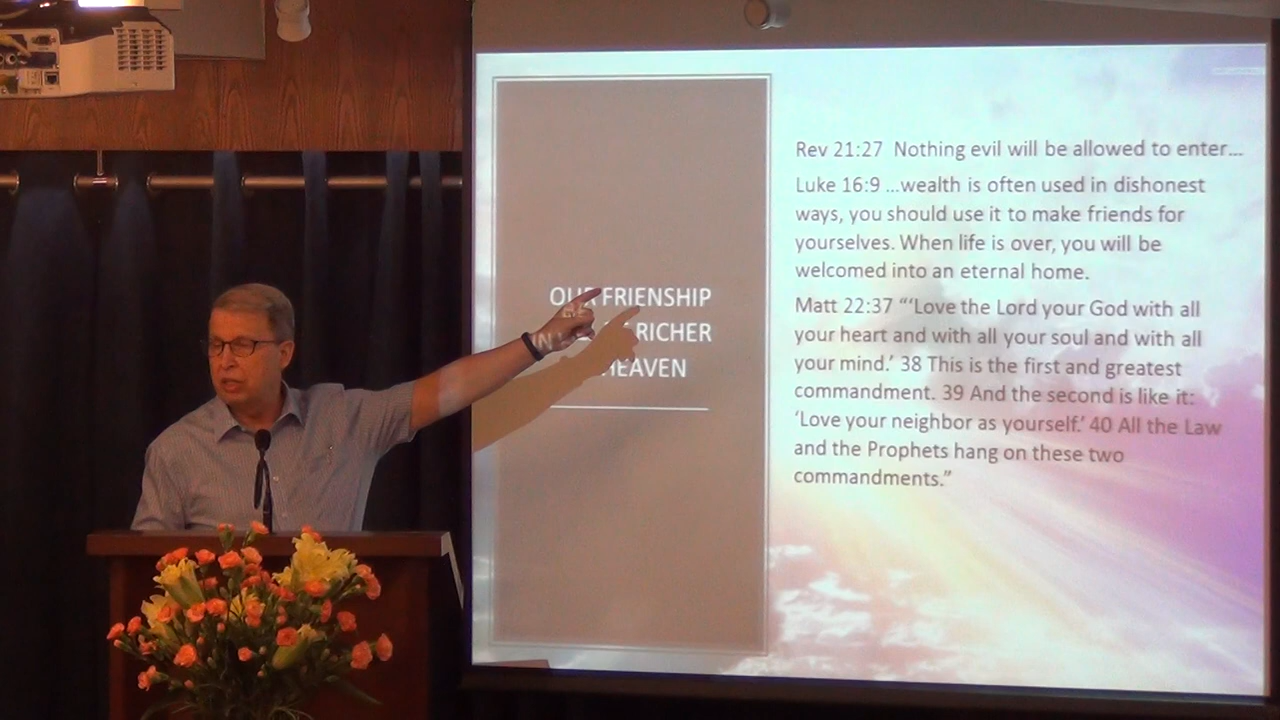 OUR FRIENSHIP
RICHER
HEAVEN
Rev 21:27 Nothing evil will be allowed to enter...
Luke 16:9 ...wealth is often used in dishonest
ways, you should use it to make friends for
yourselves. When life is over, you will be
welcomed into an eternal home.
Matt 22:37 “‘Love the Lord your God with all
your heart and with all your soul and with all
your mind.’ 38 This is the first and greatest
commandment. 39 And the second is like it:
‘Love your neighbor as yourself.’ 40 All the Law
and the Prophets hang on these two
commandments.”